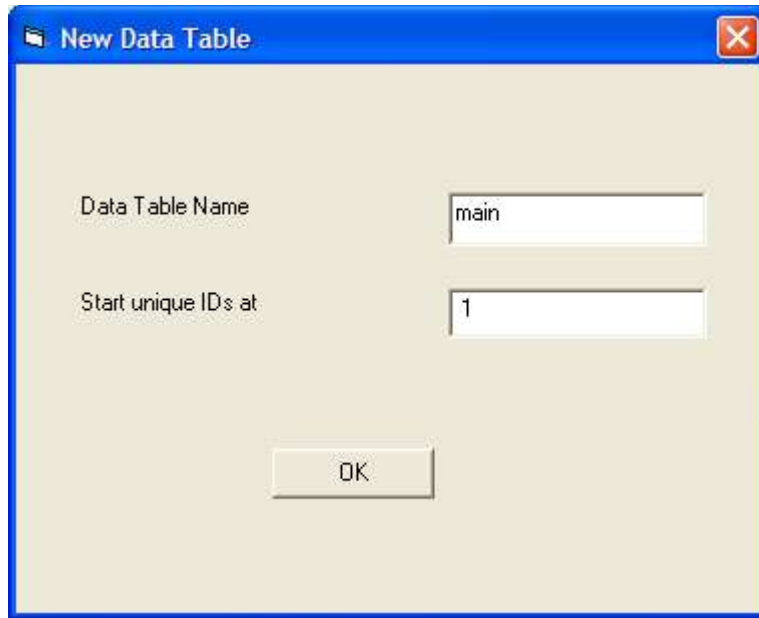 New Data Table
Data Table Name
main
Start unique IDs at
1
OK